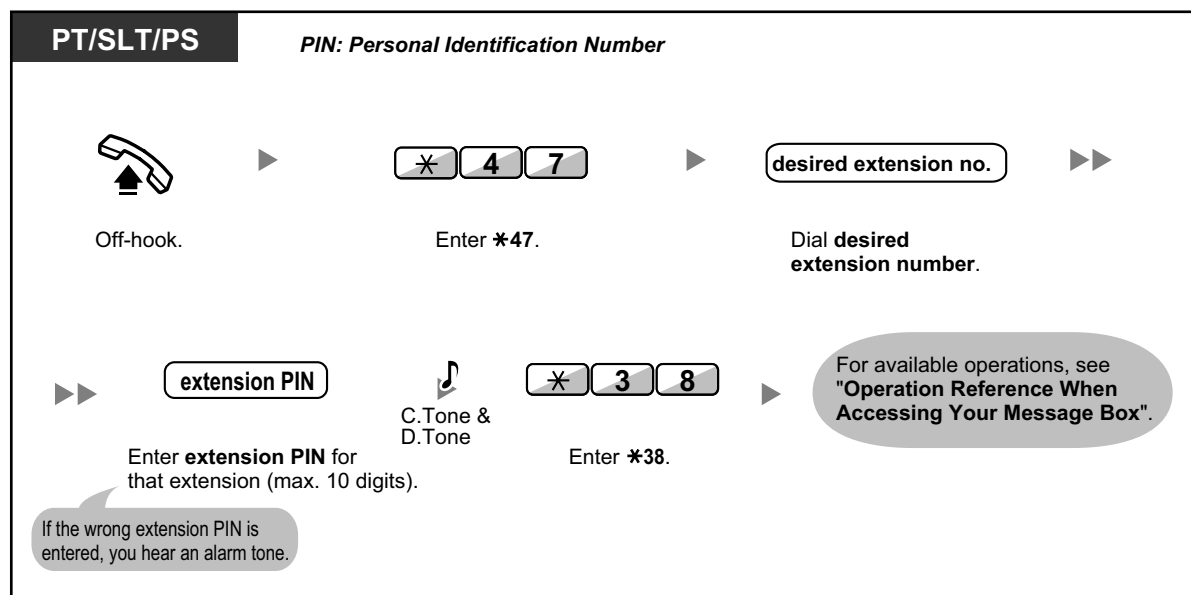 PT/SLT/PS
PIN: Personal Identification Number
* 4 7
desired extension no.
Off-hook.
Enter *47.
Dial desired
extension number.
extension PIN
C.Tone &
D.Tone
* 3 8
For available operations, see
"Operation Reference When
Accessing Your Message Box".
Enter extension PIN for
that extension (max. 10 digits).
Enter *38.
If the wrong extension PIN is
entered, you hear an alarm tone.